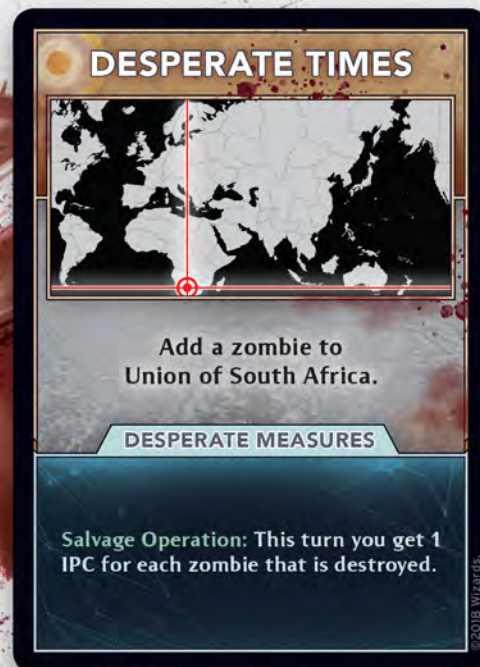 DESPERATE TIMES
Add a zombie to
Union of South Africa.
DESPERATE MEASURES
Salvage Operation: This turn you get 1
IPC for each zombie that is destroyed.
©2018 Wizards.